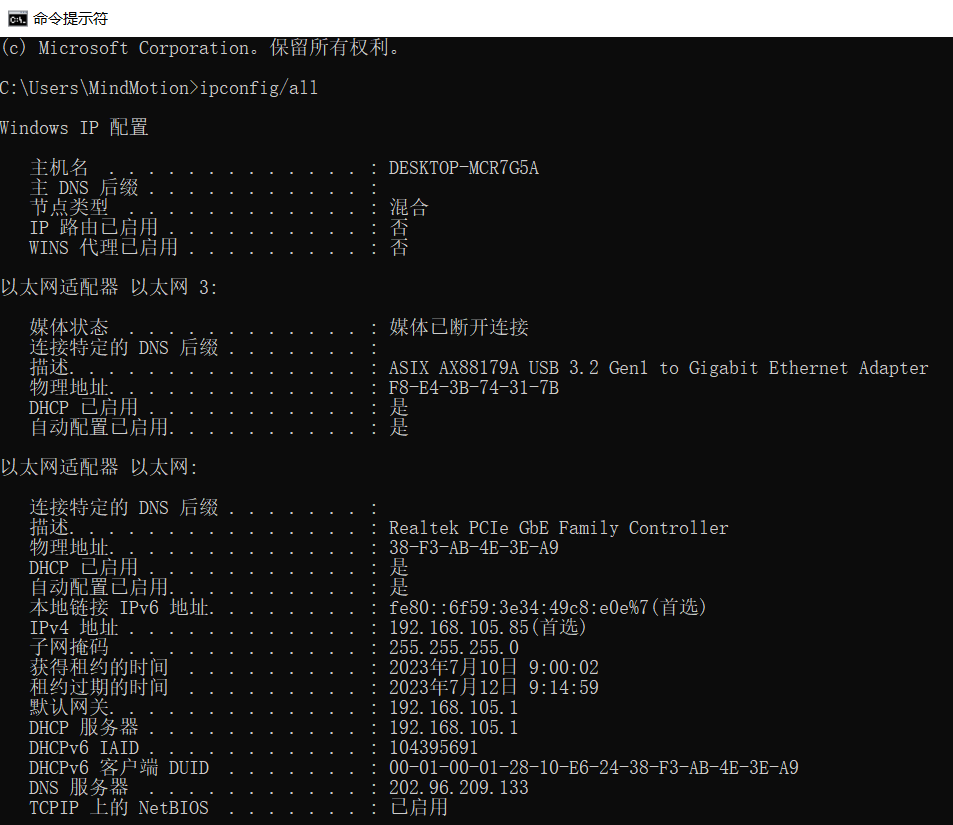 命令提示符
(c) Microsoft Corporation。保留所有权利。
C:\Users\MindMotion>ipconfig/all
Windows IP 配置
主机名 . . . . . . . . . . . . . : DESKTOP-MCR7G5A
主 DNS 后缀 . . . . . . . . . . . :
节点类型 . . . . . . . . . . . . : 混合
IP 路由已启用 . . . . . . . . . . : 否
WINS 代理已启用 . . . . . . . . . : 否
以太网适配器 以太网 3:
媒体状态 . . . . . . . . . . . . : 媒体已断开连接
连接特定的 DNS 后缀 . . . . . . . :
描述. . . . . . . . . . . . . . . : ASIX AX88179A USB 3.2 Gen1 to Gigabit Ethernet Adapter
物理地址. . . . . . . . . . . . . : F8-E4-3B-74-31-7B
DHCP 已启用 . . . . . . . . . . . : 是
自动配置已启用. . . . . . . . . . : 是
以太网适配器 以太网:
连接特定的 DNS 后缀 . . . . . . . :
描述. . . . . . . . . . . . . . . : Realtek PCIe GbE Family Controller
物理地址. . . . . . . . . . . . . : 38-F3-AB-4E-3E-A9
DHCP 已启用 . . . . . . . . . . . : 是
自动配置已启用. . . . . . . . . . : 是
本地链接 IPv6 地址. . . . . . . . : fe80::6f59:3e34:49c8:e0e%7(首选)
IPv4 地址 . . . . . . . . . . . . : 192.168.105.85(首选)
子网掩码 . . . . . . . . . . . . : 255.255.255.0
获得租约的时间 . . . . . . . . . : 2023年7月10日 9:00:02
租约过期的时间 . . . . . . . . . : 2023年7月12日 9:14:59
默认网关. . . . . . . . . . . . . : 192.168.105.1
DHCP 服务器 . . . . . . . . . . . : 192.168.105.1
DHCPv6 IAID . . . . . . . . . . . : 104395691
DHCPv6 客户端 DUID . . . . . . . : 00-01-00-01-28-10-E6-24-38-F3-AB-4E-3E-A9
DNS 服务器 . . . . . . . . . . . : 202.96.209.133
TCPIP 上的 NetBIOS . . . . . . . : 已启用